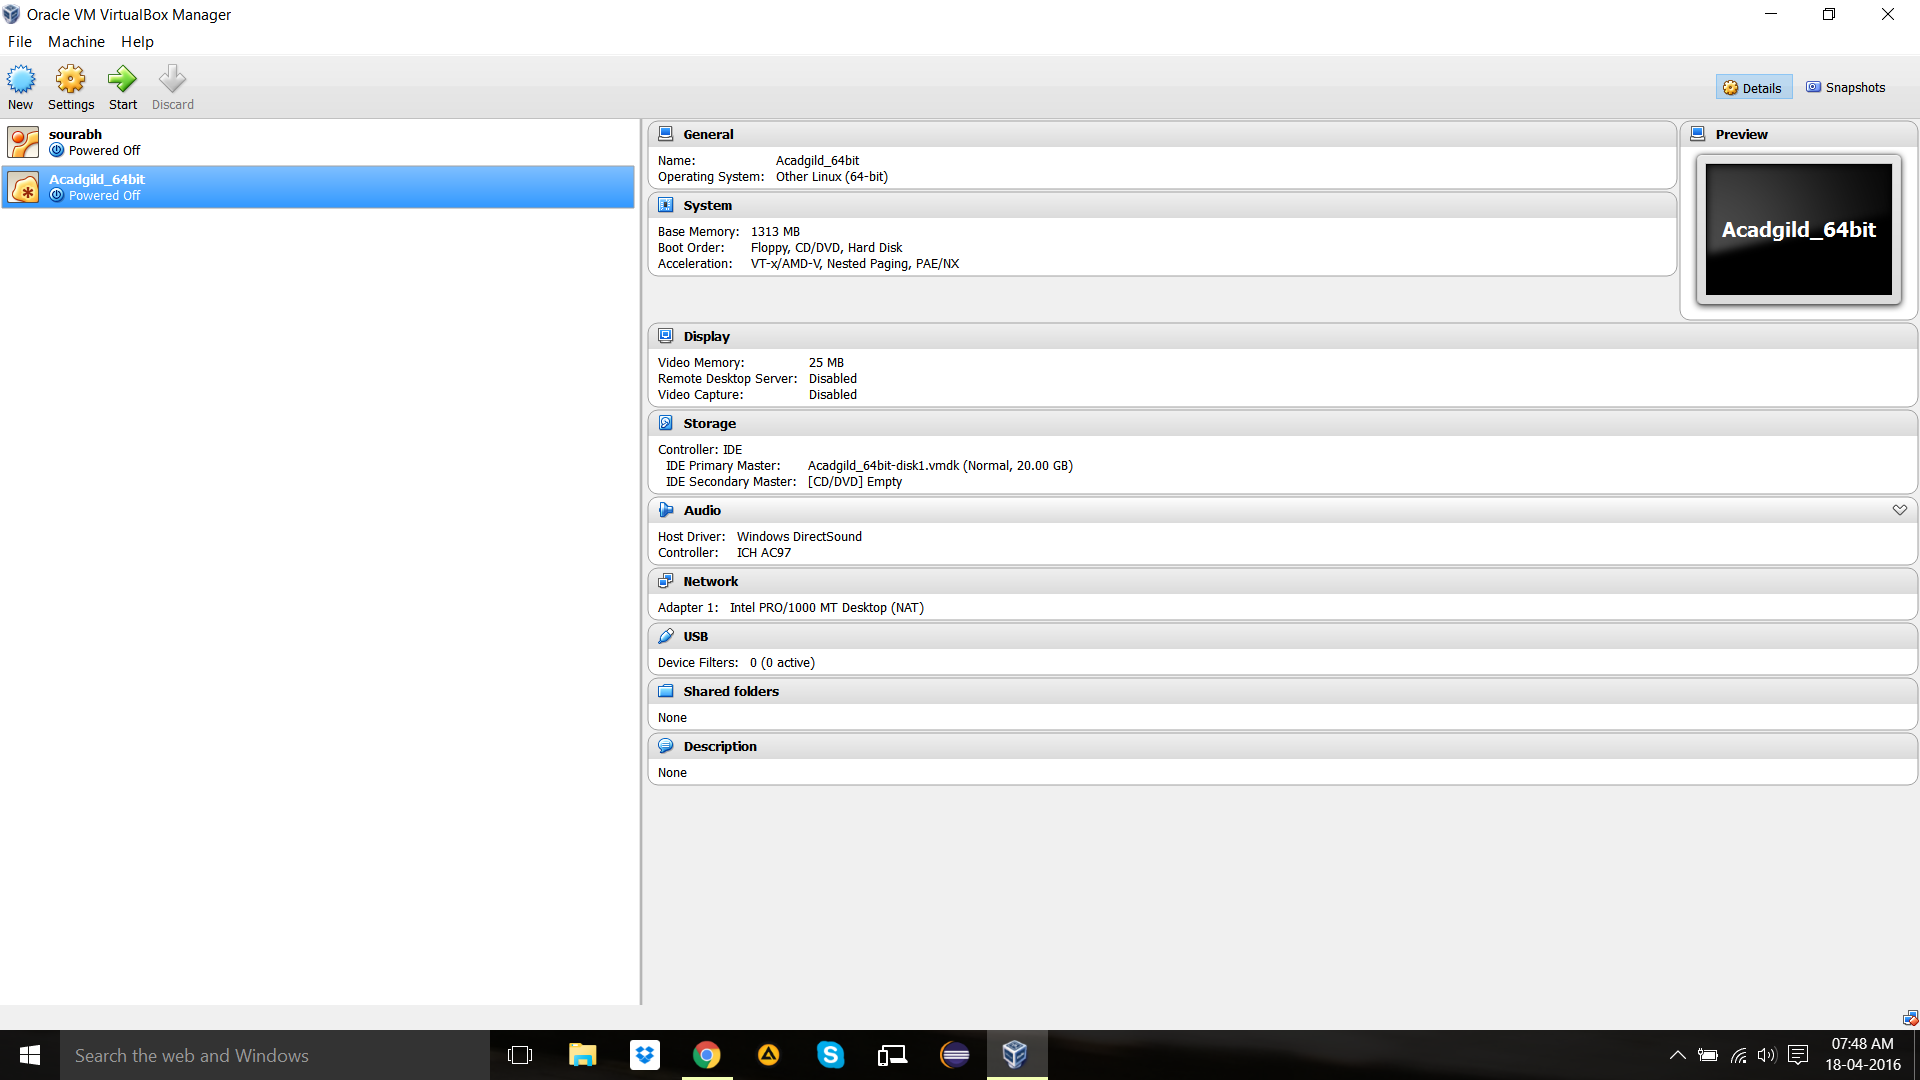 Oracle VM VirtualBox Manager
File Machine Help
New Settings Start Discard
Details Snapshots
sourabh
Powered Off
Acadgild_64bit
Powered Off
General
Name: Acadgild_64bit
Operating System: Other Linux (64-bit)
System
Base Memory: 1313 MB
Boot Order: Floppy, CD/DVD, Hard Disk
Acceleration: VT-x/AMD-V, Nested Paging, PAE/NX
Preview
Acadgild_64bit
Display
Video Memory: 25 MB
Remote Desktop Server: Disabled
Video Capture: Disabled
Storage
Controller: IDE
IDE Primary Master: Acadgild_64bit-disk1.vmdk (Normal, 20.00 GB)
IDE Secondary Master: [CD/DVD] Empty
Audio
Host Driver: Windows DirectSound
Controller: ICH AC97
Network
Adapter 1: Intel PRO/1000 MT Desktop (NAT)
USB
Device Filters: 0 (0 active)
Shared folders
None
Description
None
Search the web and Windows
07:48 AM
18-04-2016